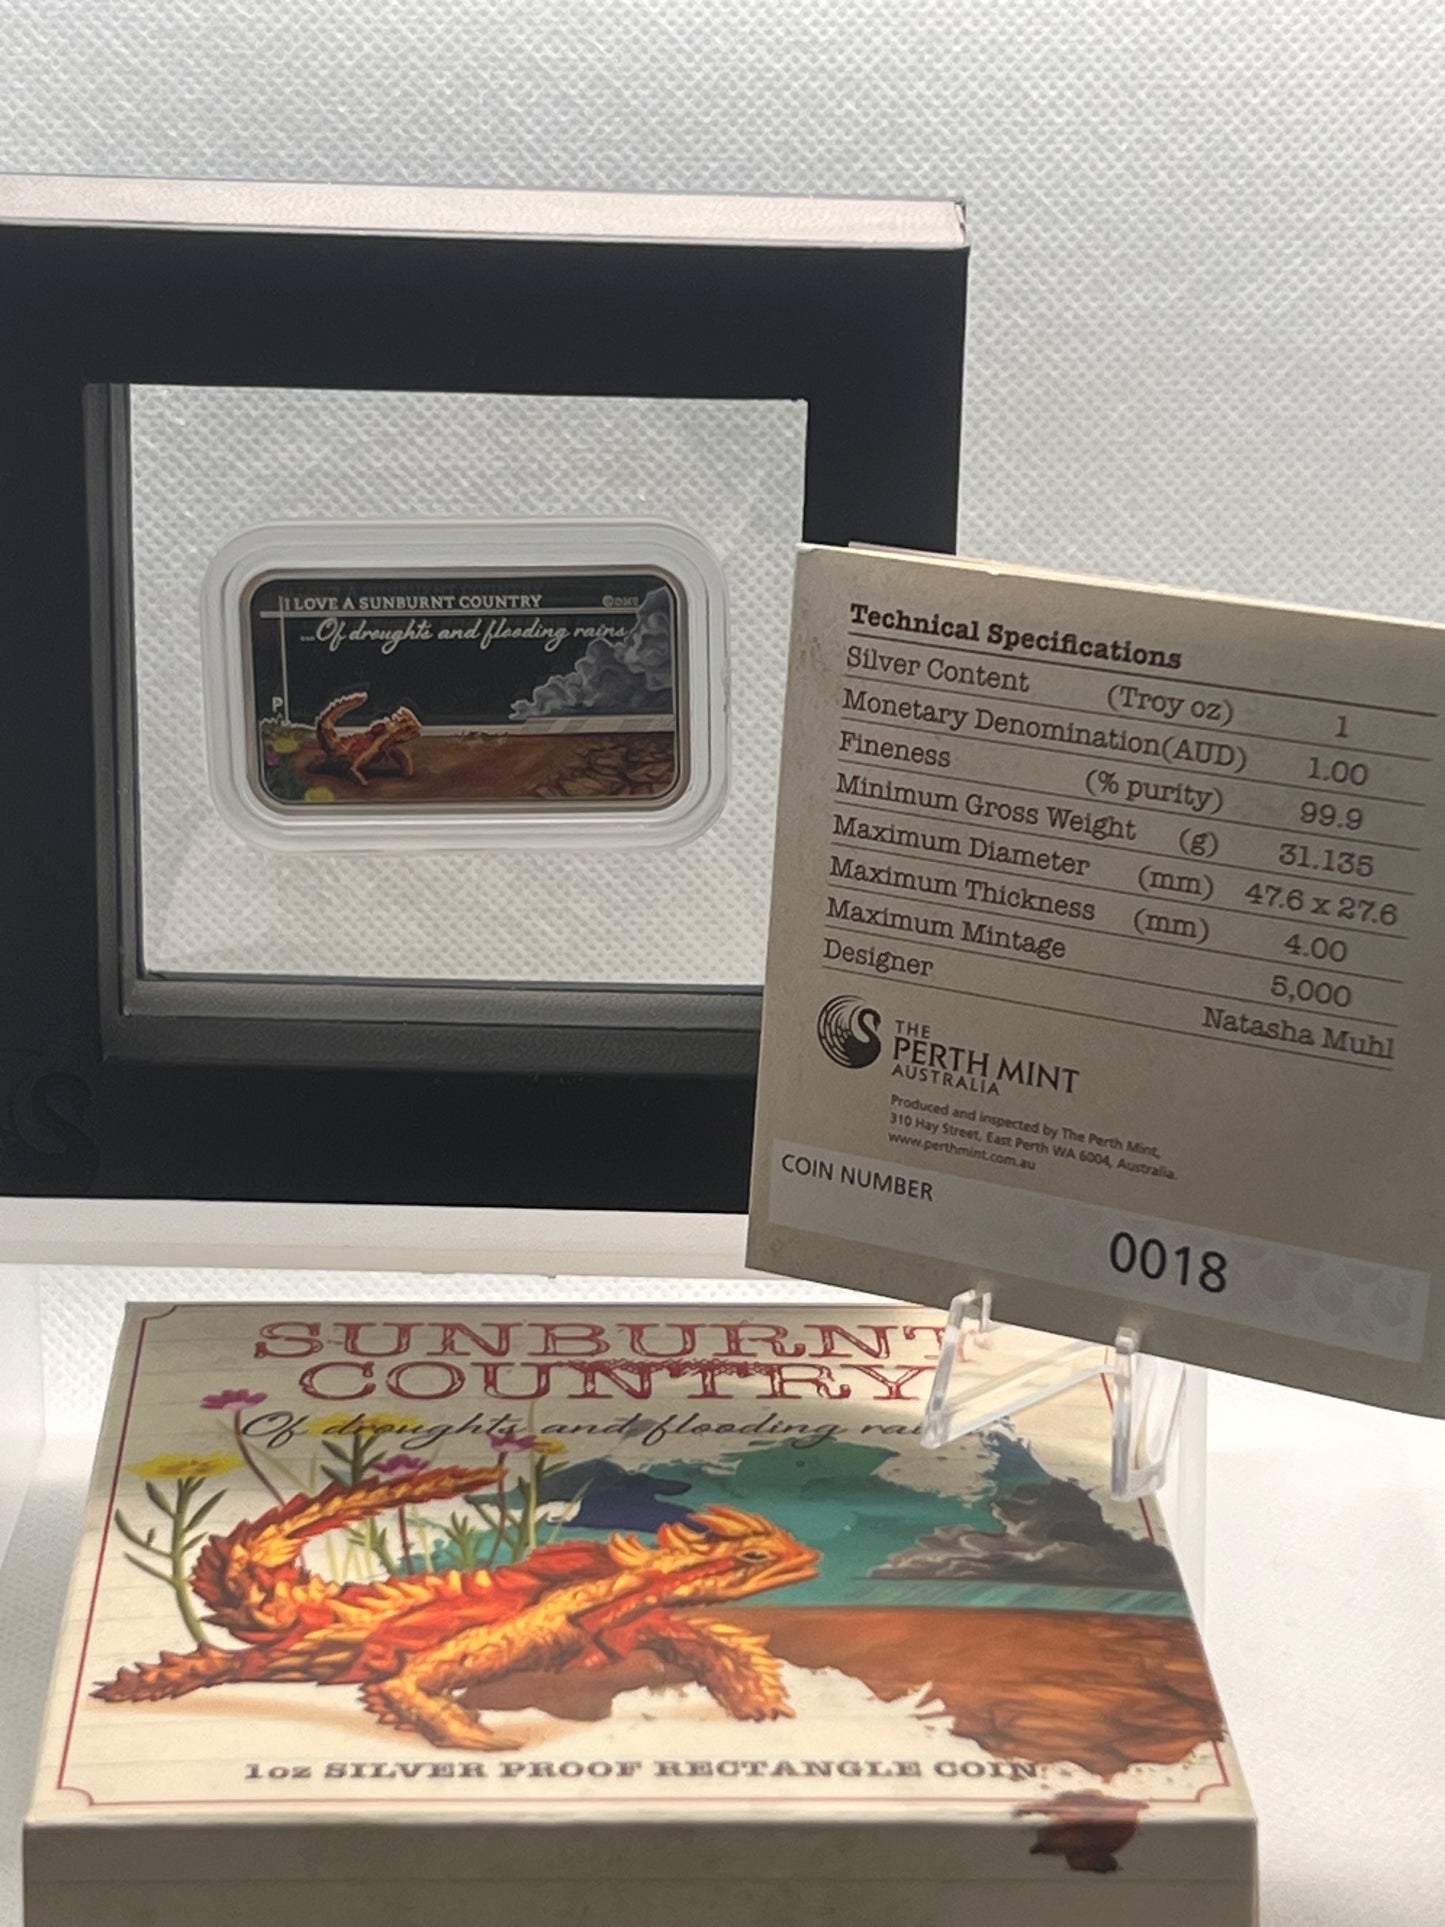 I LOVE A SUNBURNT COUNTRY
...Of droughts and flooding rains
P
Technical Specifications
Silver Content (Troy oz) 1
Monetary Denomination(AUD) 1.00
Fineness (% purity) 99.9
Minimum Gross Weight (g) 31.135
Maximum Diameter (mm) 47.6 x 27.6
Maximum Thickness (mm) 4.00
Maximum Mintage 5,000
Designer Natasha Muhl
THE
PERTH MINT
AUSTRALIA
Produced and inspected by The Perth Mint,
310 Hay Street, East Perth WA 6004, Australia.
www.perthmint.com.au
COIN NUMBER
0018
SUNBURNT
COUNTRY
Of droughts and flooding
1oz SILVER PROOF RECTANGLE COIN